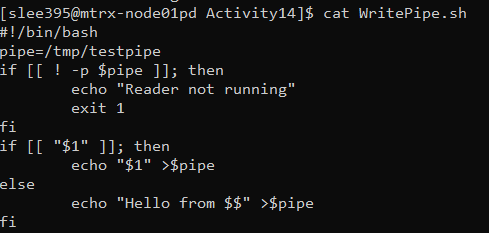 [slee395@mtrx-node01pd Activity14]$ cat WritePipe.sh
#!/bin/bash
pipe=/tmp/testpipe
if [[ ! -p $pipe ]]; then
        echo "Reader not running"
        exit 1
fi
if [[ "$1" ]]; then
        echo "$1" >$pipe
else
        echo "Hello from $$" >$pipe
fi